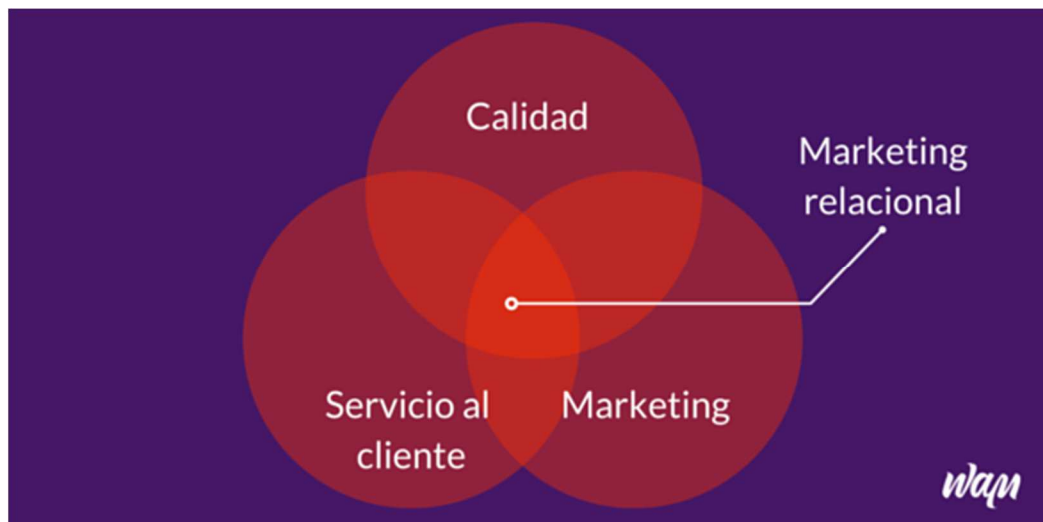 Calidad
Marketing
relacional
Servicio al
cliente
Marketing
wam